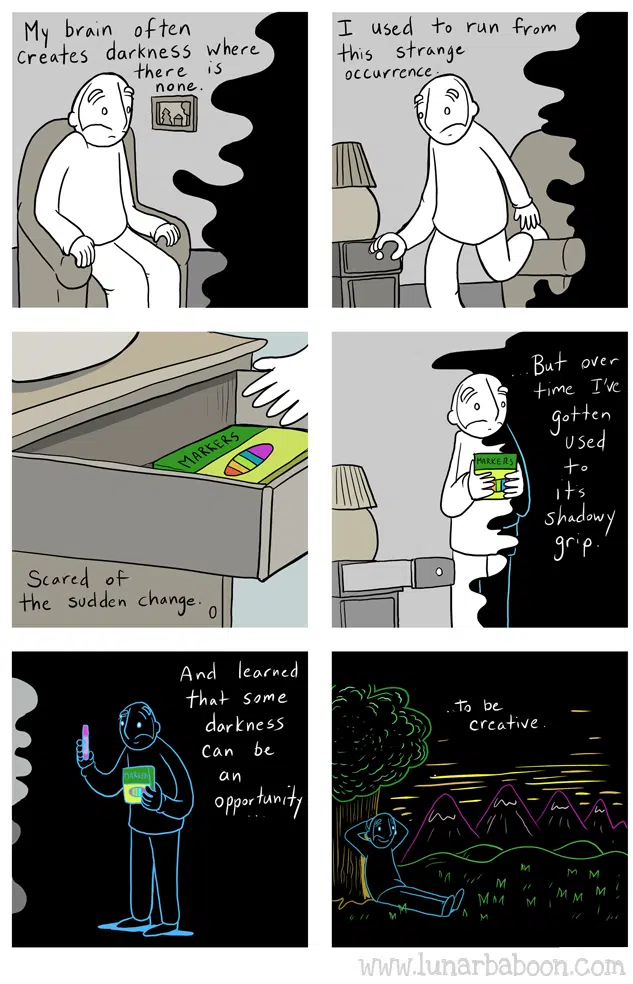 My brain often
creates darkness where
there is
none.
I used to run from
this strange
occurrence.
MARKERS
Scared of
the sudden change.
...But over
time I've
gotten
used
to
it's
shadowy
grip.
MARKERS
And learned
that some
darkness
can be
an
opportunity
...
MARKERS
...to be
creative.
www.lunarbaboon.com